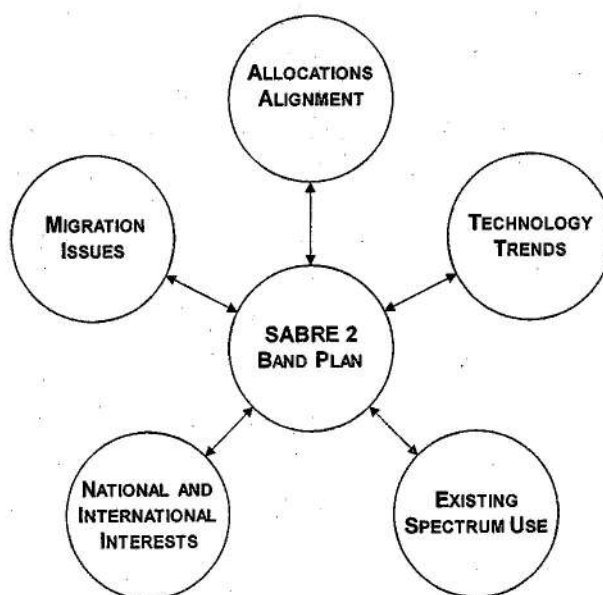 ALLOCATIONS
ALIGNMENT
MIGRATION
ISSUES
TECHNOLOGY
TRENDS
SABRE 2
BAND PLAN
NATIONAL AND
INTERNATIONAL
INTERESTS
EXISTING
SPECTRUM USE